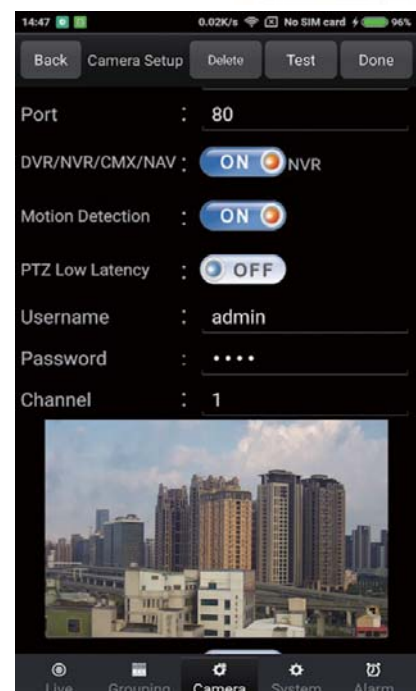 14:47 0.02K/s No SIM card 96%
Back Camera Setup Delete Test Done
Port : 80
DVR/NVR/CMX/NAV : ON NVR
Motion Detection : ON
PTZ Low Latency : OFF
Username : admin
Password : ••••
Channel : 1
Live Grouping Camera System Alarm